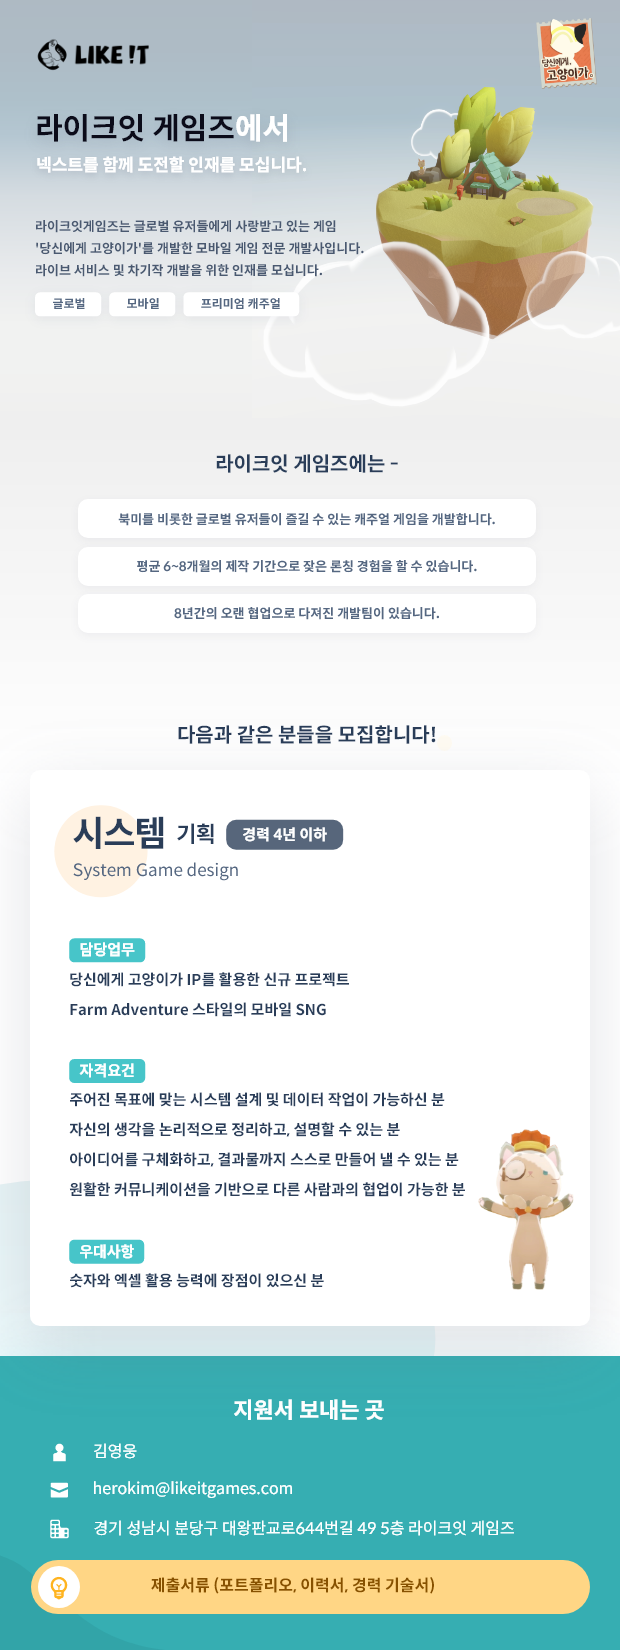 LIKE !T
당신에게,
고양이가.
라이크잇 게임즈에서
넥스트를 함께 도전할 인재를 모십니다.
라이크잇게임즈는 글로벌 유저들에게 사랑받고 있는 게임
'당신에게 고양이가'를 개발한 모바일 게임 전문 개발사입니다.
라이브 서비스 및 차기작 개발을 위한 인재를 모십니다.
글로벌 모바일 프리미엄 캐주얼
라이크잇 게임즈에는 -
북미를 비롯한 글로벌 유저들이 즐길 수 있는 캐주얼 게임을 개발합니다.
평균 6~8개월의 제작 기간으로 잦은 론칭 경험을 할 수 있습니다.
8년간의 오랜 협업으로 다져진 개발팀이 있습니다.
다음과 같은 분들을 모집합니다!
시스템 기획 경력 4년 이하
System Game design
담당업무
당신에게 고양이가 IP를 활용한 신규 프로젝트
Farm Adventure 스타일의 모바일 SNG
자격요건
주어진 목표에 맞는 시스템 설계 및 데이터 작업이 가능하신 분
자신의 생각을 논리적으로 정리하고, 설명할 수 있는 분
아이디어를 구체화하고, 결과물까지 스스로 만들어 낼 수 있는 분
원활한 커뮤니케이션을 기반으로 다른 사람과의 협업이 가능한 분
우대사항
숫자와 엑셀 활용 능력에 장점이 있으신 분
지원서 보내는 곳
김영웅
herokim@likeitgames.com
경기 성남시 분당구 대왕판교로644번길 49 5층 라이크잇 게임즈
제출서류 (포트폴리오, 이력서, 경력 기술서)